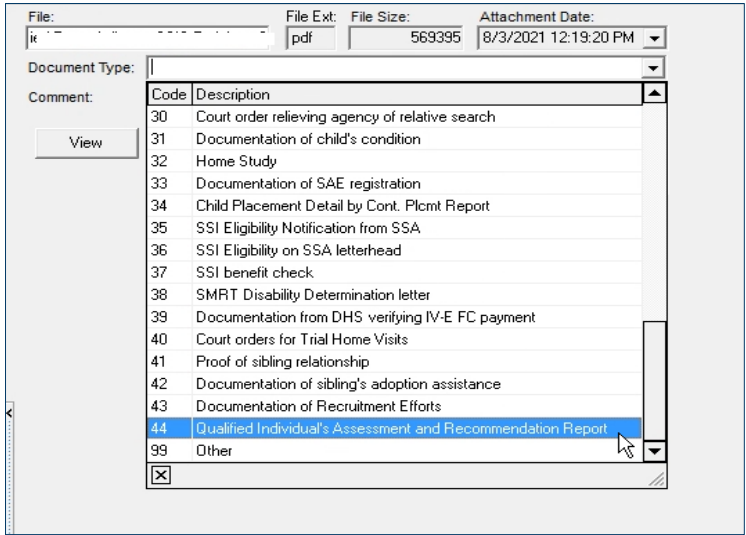 File: File Ext: File Size: Attachment Date:
pdf 569395 8/3/2021 12:19:20 PM
Document Type:
Comment:
View
Code Description
30 Court order relieving agency of relative search
31 Documentation of child's condition
32 Home Study
33 Documentation of SAE registration
34 Child Placement Detail by Cont. Plcmt Report
35 SSI Eligibility Notification from SSA
36 SSI Eligibility on SSA letterhead
37 SSI benefit check
38 SMRT Disability Determination letter
39 Documentation from DHS verifying IV-E FC payment
40 Court orders for Trial Home Visits
41 Proof of sibling relationship
42 Documentation of sibling's adoption assistance
43 Documentation of Recruitment Efforts
44 Qualified Individual's Assessment and Recommendation Report
99 Other